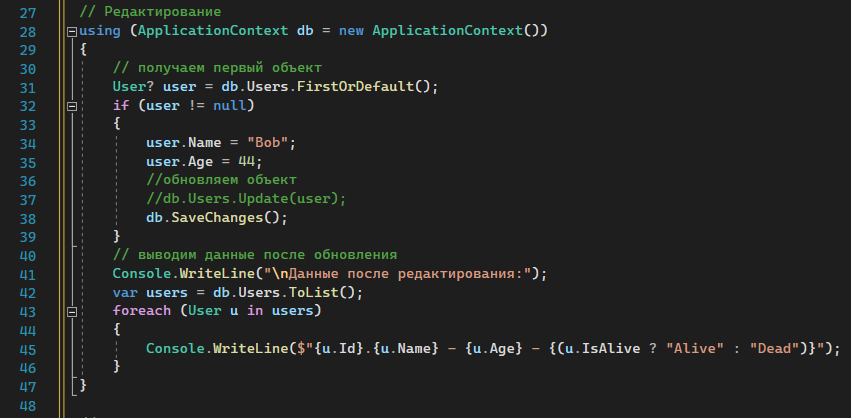 27 // Редактирование
28 using (ApplicationContext db = new ApplicationContext())
29 {
30 // получаем первый объект
31 User? user = db.Users.FirstOrDefault();
32 if (user != null)
33 {
34 user.Name = "Bob";
35 user.Age = 44;
36 //обновляем объект
37 //db.Users.Update(user);
38 db.SaveChanges();
39 }
40 // выводим данные после обновления
41 Console.WriteLine("\nДанные после редактирования:");
42 var users = db.Users.ToList();
43 foreach (User u in users)
44 {
45 Console.WriteLine($"{u.Id}.{u.Name} - {u.Age} - {(u.IsAlive ? "Alive" : "Dead")}");
46 }
47 }
48